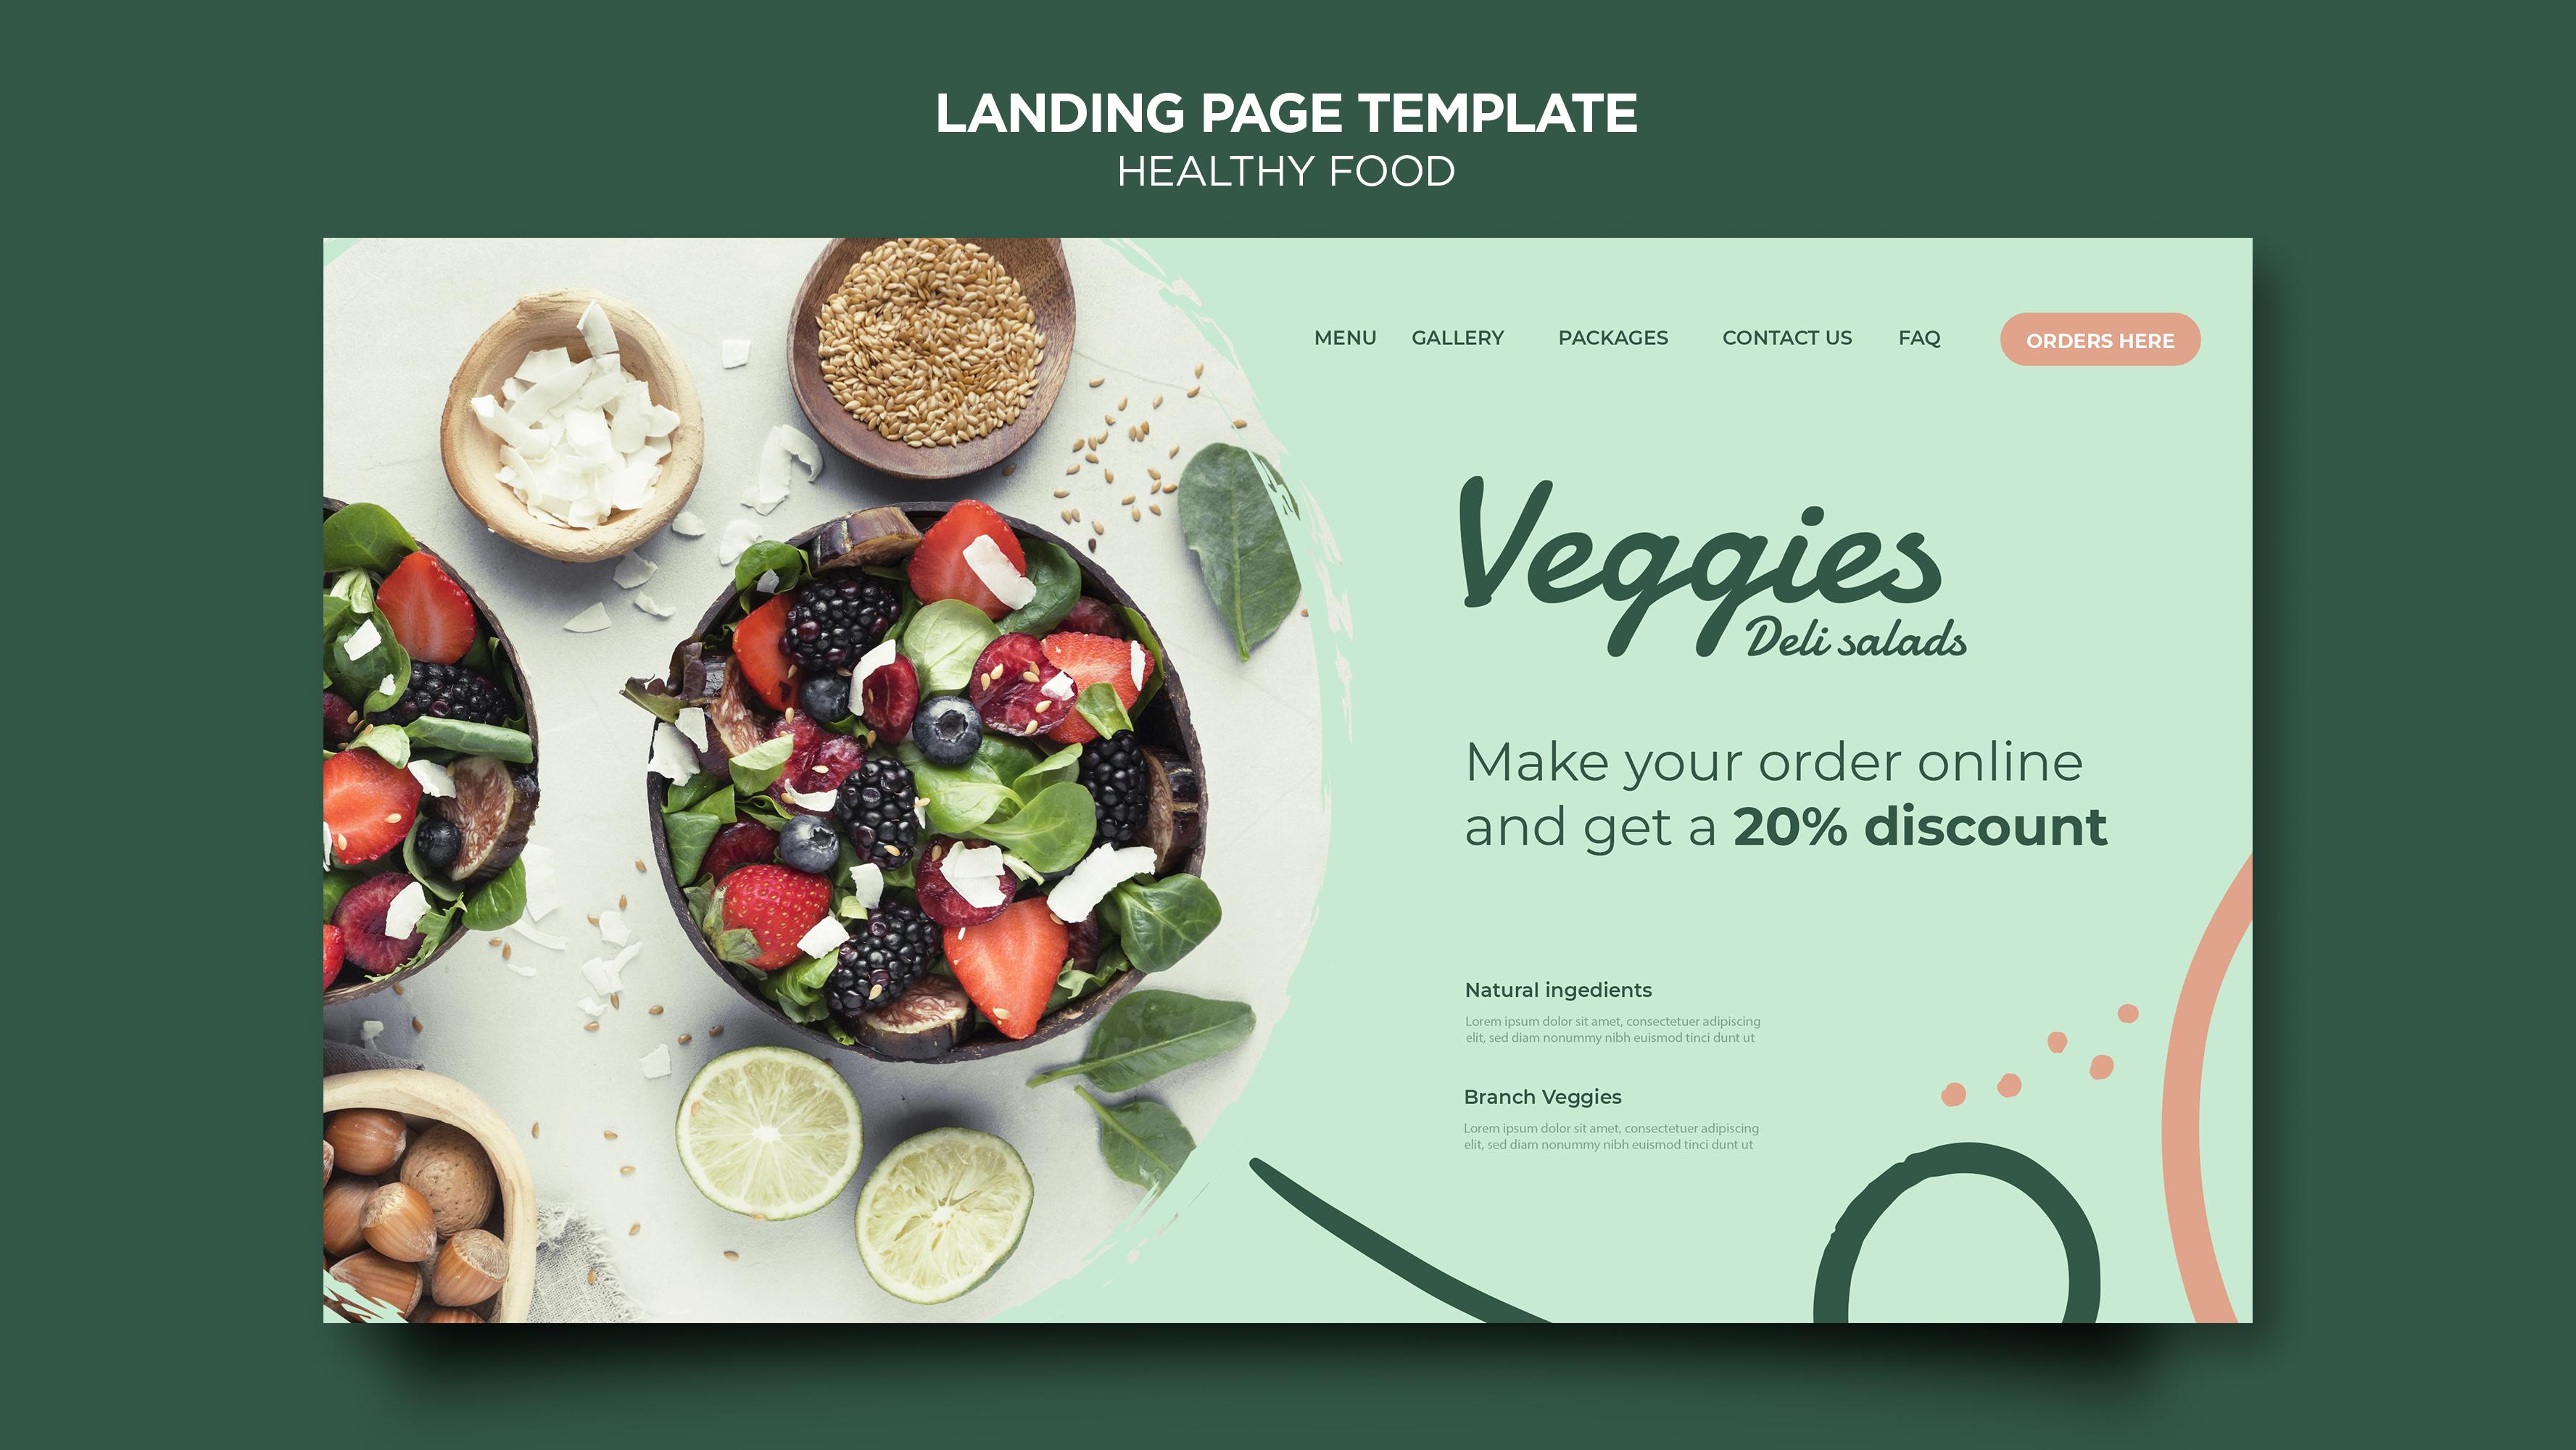 LANDING PAGE TEMPLATE
HEALTHY FOOD
MENU GALLERY PACKAGES CONTACT US FAQ ORDERS HERE
Veggies
Deli salads
Make your order online
and get a 20% discount
Natural ingedients
Lorem ipsum dolor sit amet, consectetuer adipiscing
elit, sed diam nonummy nibh euismod tinci dunt ut
Branch Veggies
Lorem ipsum dolor sit amet, consectetuer adipiscing
elit, sed diam nonummy nibh euismod tinci dunt ut